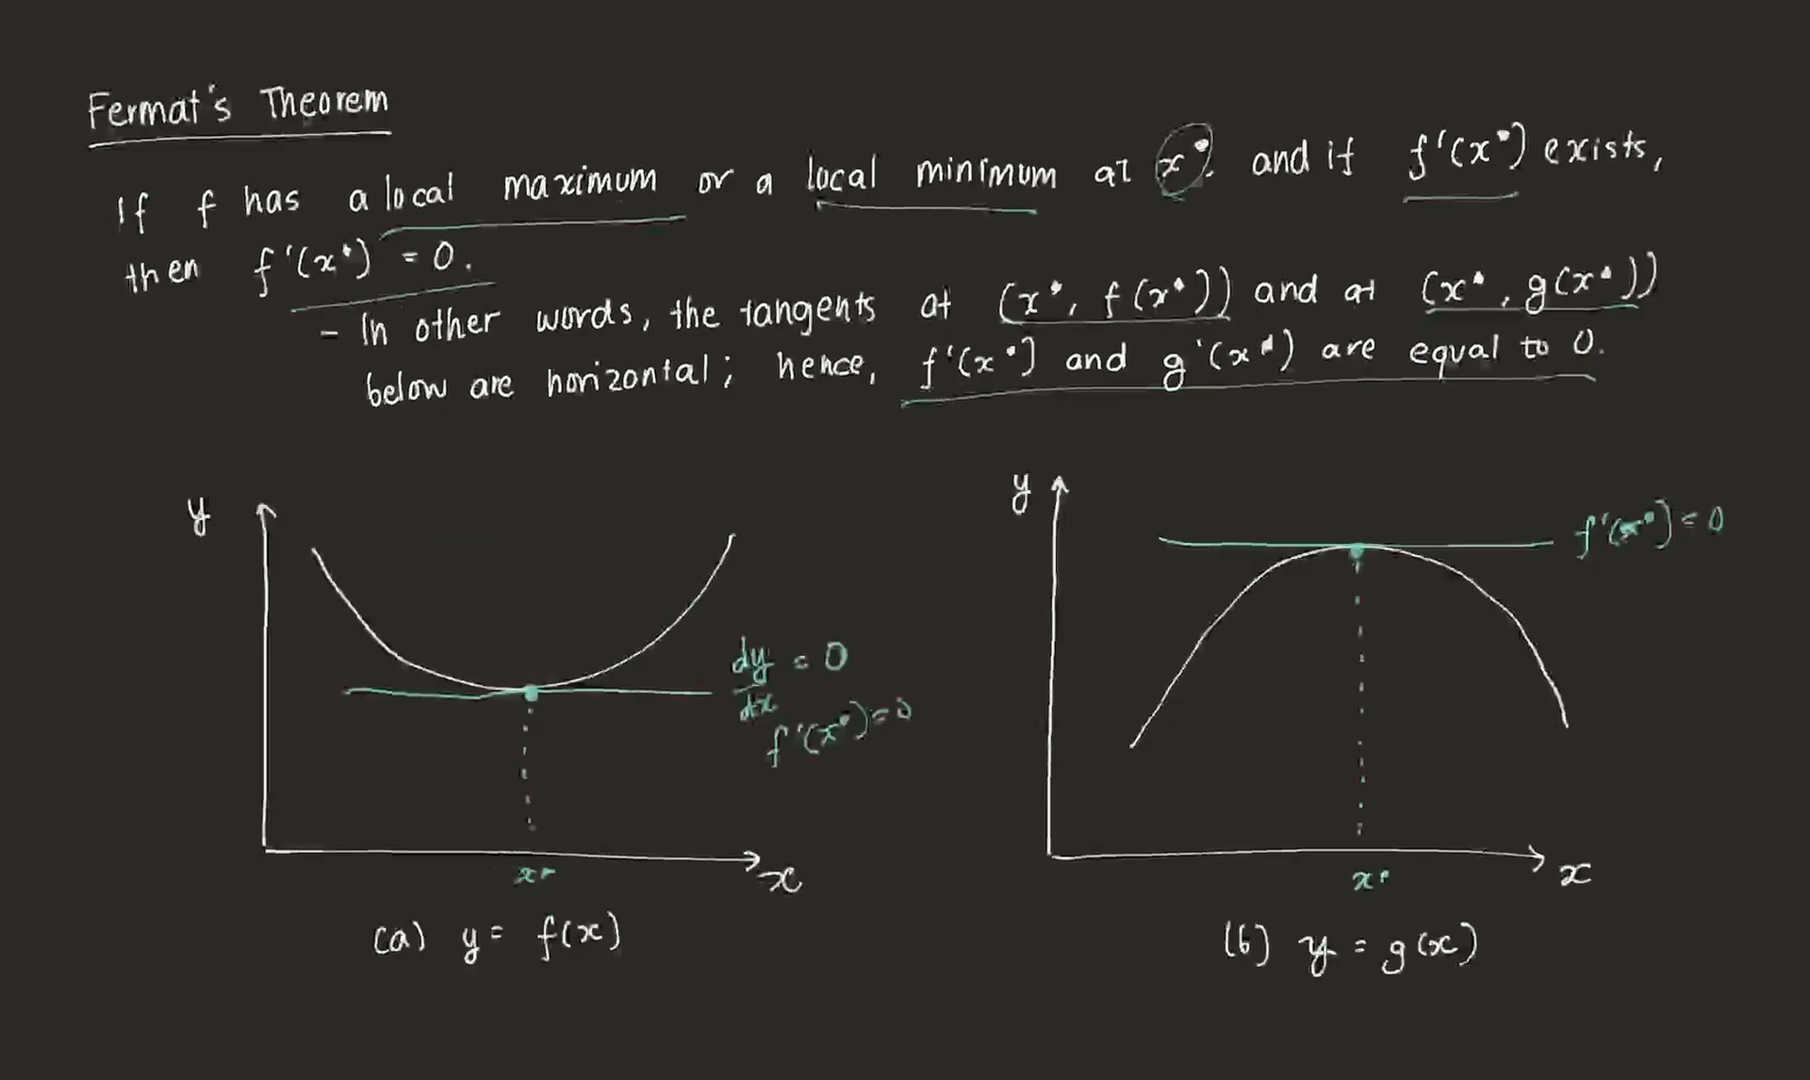 Fermat's Theorem
If f has a local maximum or a local minimum at x*, and if f'(x*) exists,
then f'(x*) = 0.
- In other words, the tangents at (x*, f(x*)) and at (x*, g(x*))
below are horizontal; hence, f'(x*) and g'(x*) are equal to 0.
y
y
f'(x*) = 0
dy/dx = 0
f'(x*) = 0
x*
x
x*
x
(a) y = f(x)
(b) y = g(x)